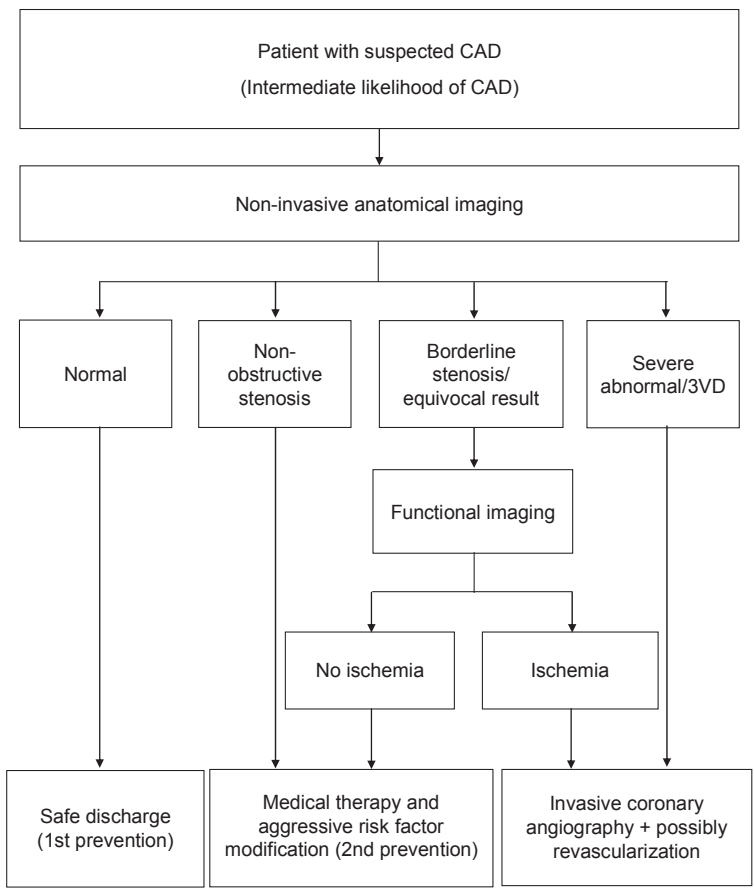 Patient with suspected CAD
(Intermediate likelihood of CAD)
Non-invasive anatomical imaging
Normal
Non-
obstructive
stenosis
Borderline
stenosis/
equivocal result
Severe
abnormal/3VD
Functional imaging
No ischemia
Ischemia
Safe discharge
(1st prevention)
Medical therapy and
aggressive risk factor
modification (2nd prevention)
Invasive coronary
angiography + possibly
revascularization